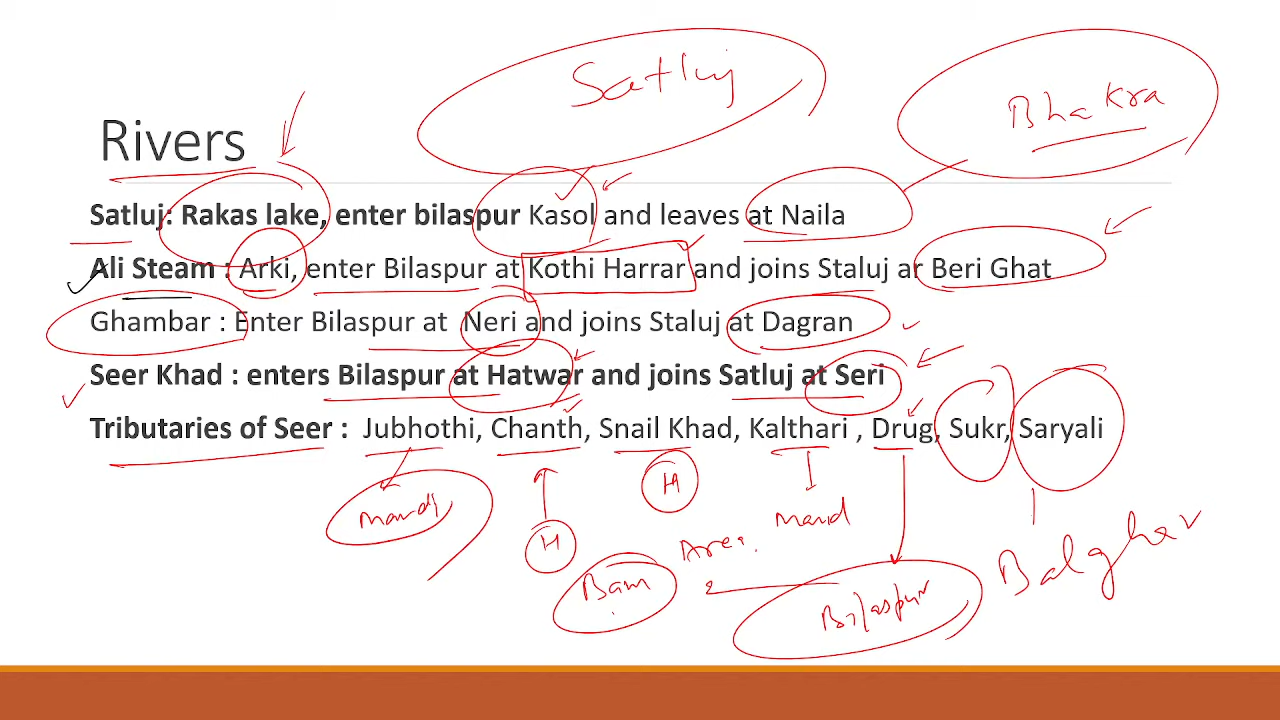 Satluj
Bhakra
Rivers
Satluj: Rakas lake, enter bilaspur Kasol and leaves at Naila
Ali Steam : Arki, enter Bilaspur at Kothi Harrar and joins Staluj ar Beri Ghat
Ghambar : Enter Bilaspur at Neri and joins Staluj at Dagran
Seer Khad : enters Bilaspur at Hatwar and joins Satluj at Seri
Tributaries of Seer : Jubhothi, Chanth, Snail Khad, Kalthari , Drug, Sukr, Saryali
H
Mandi
Mand
H
Area.
Bam
Bilaspur